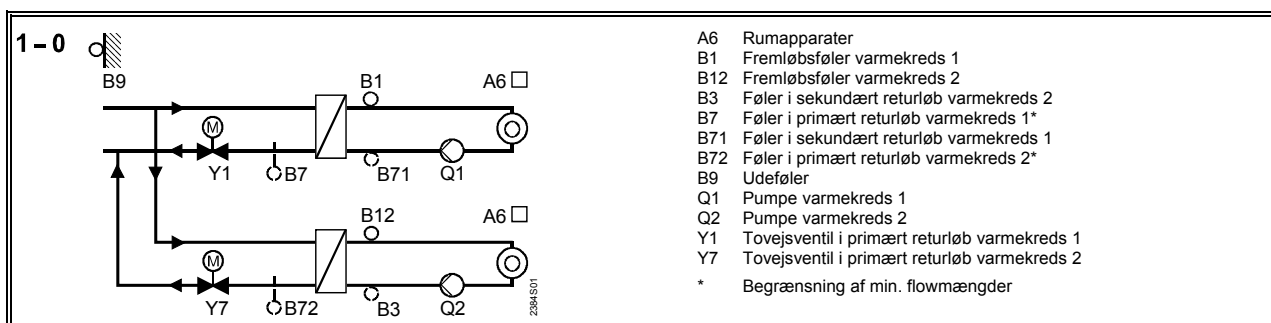 1 – 0
B9
B1
A6
M
Y1
B7
B71
Q1
B12
A6
M
Y7
B72
B3
Q2
2384S01
A6 Rumapparater
B1 Fremløbsføler varmekreds 1
B12 Fremløbsføler varmekreds 2
B3 Føler i sekundært returløb varmekreds 2
B7 Føler i primært returløb varmekreds 1*
B71 Føler i sekundært returløb varmekreds 1
B72 Føler i primært returløb varmekreds 2*
B9 Udeføler
Q1 Pumpe varmekreds 1
Q2 Pumpe varmekreds 2
Y1 Tovejsventil i primært returløb varmekreds 1
Y7 Tovejsventil i primært returløb varmekreds 2
* Begrænsning af min. flowmængder